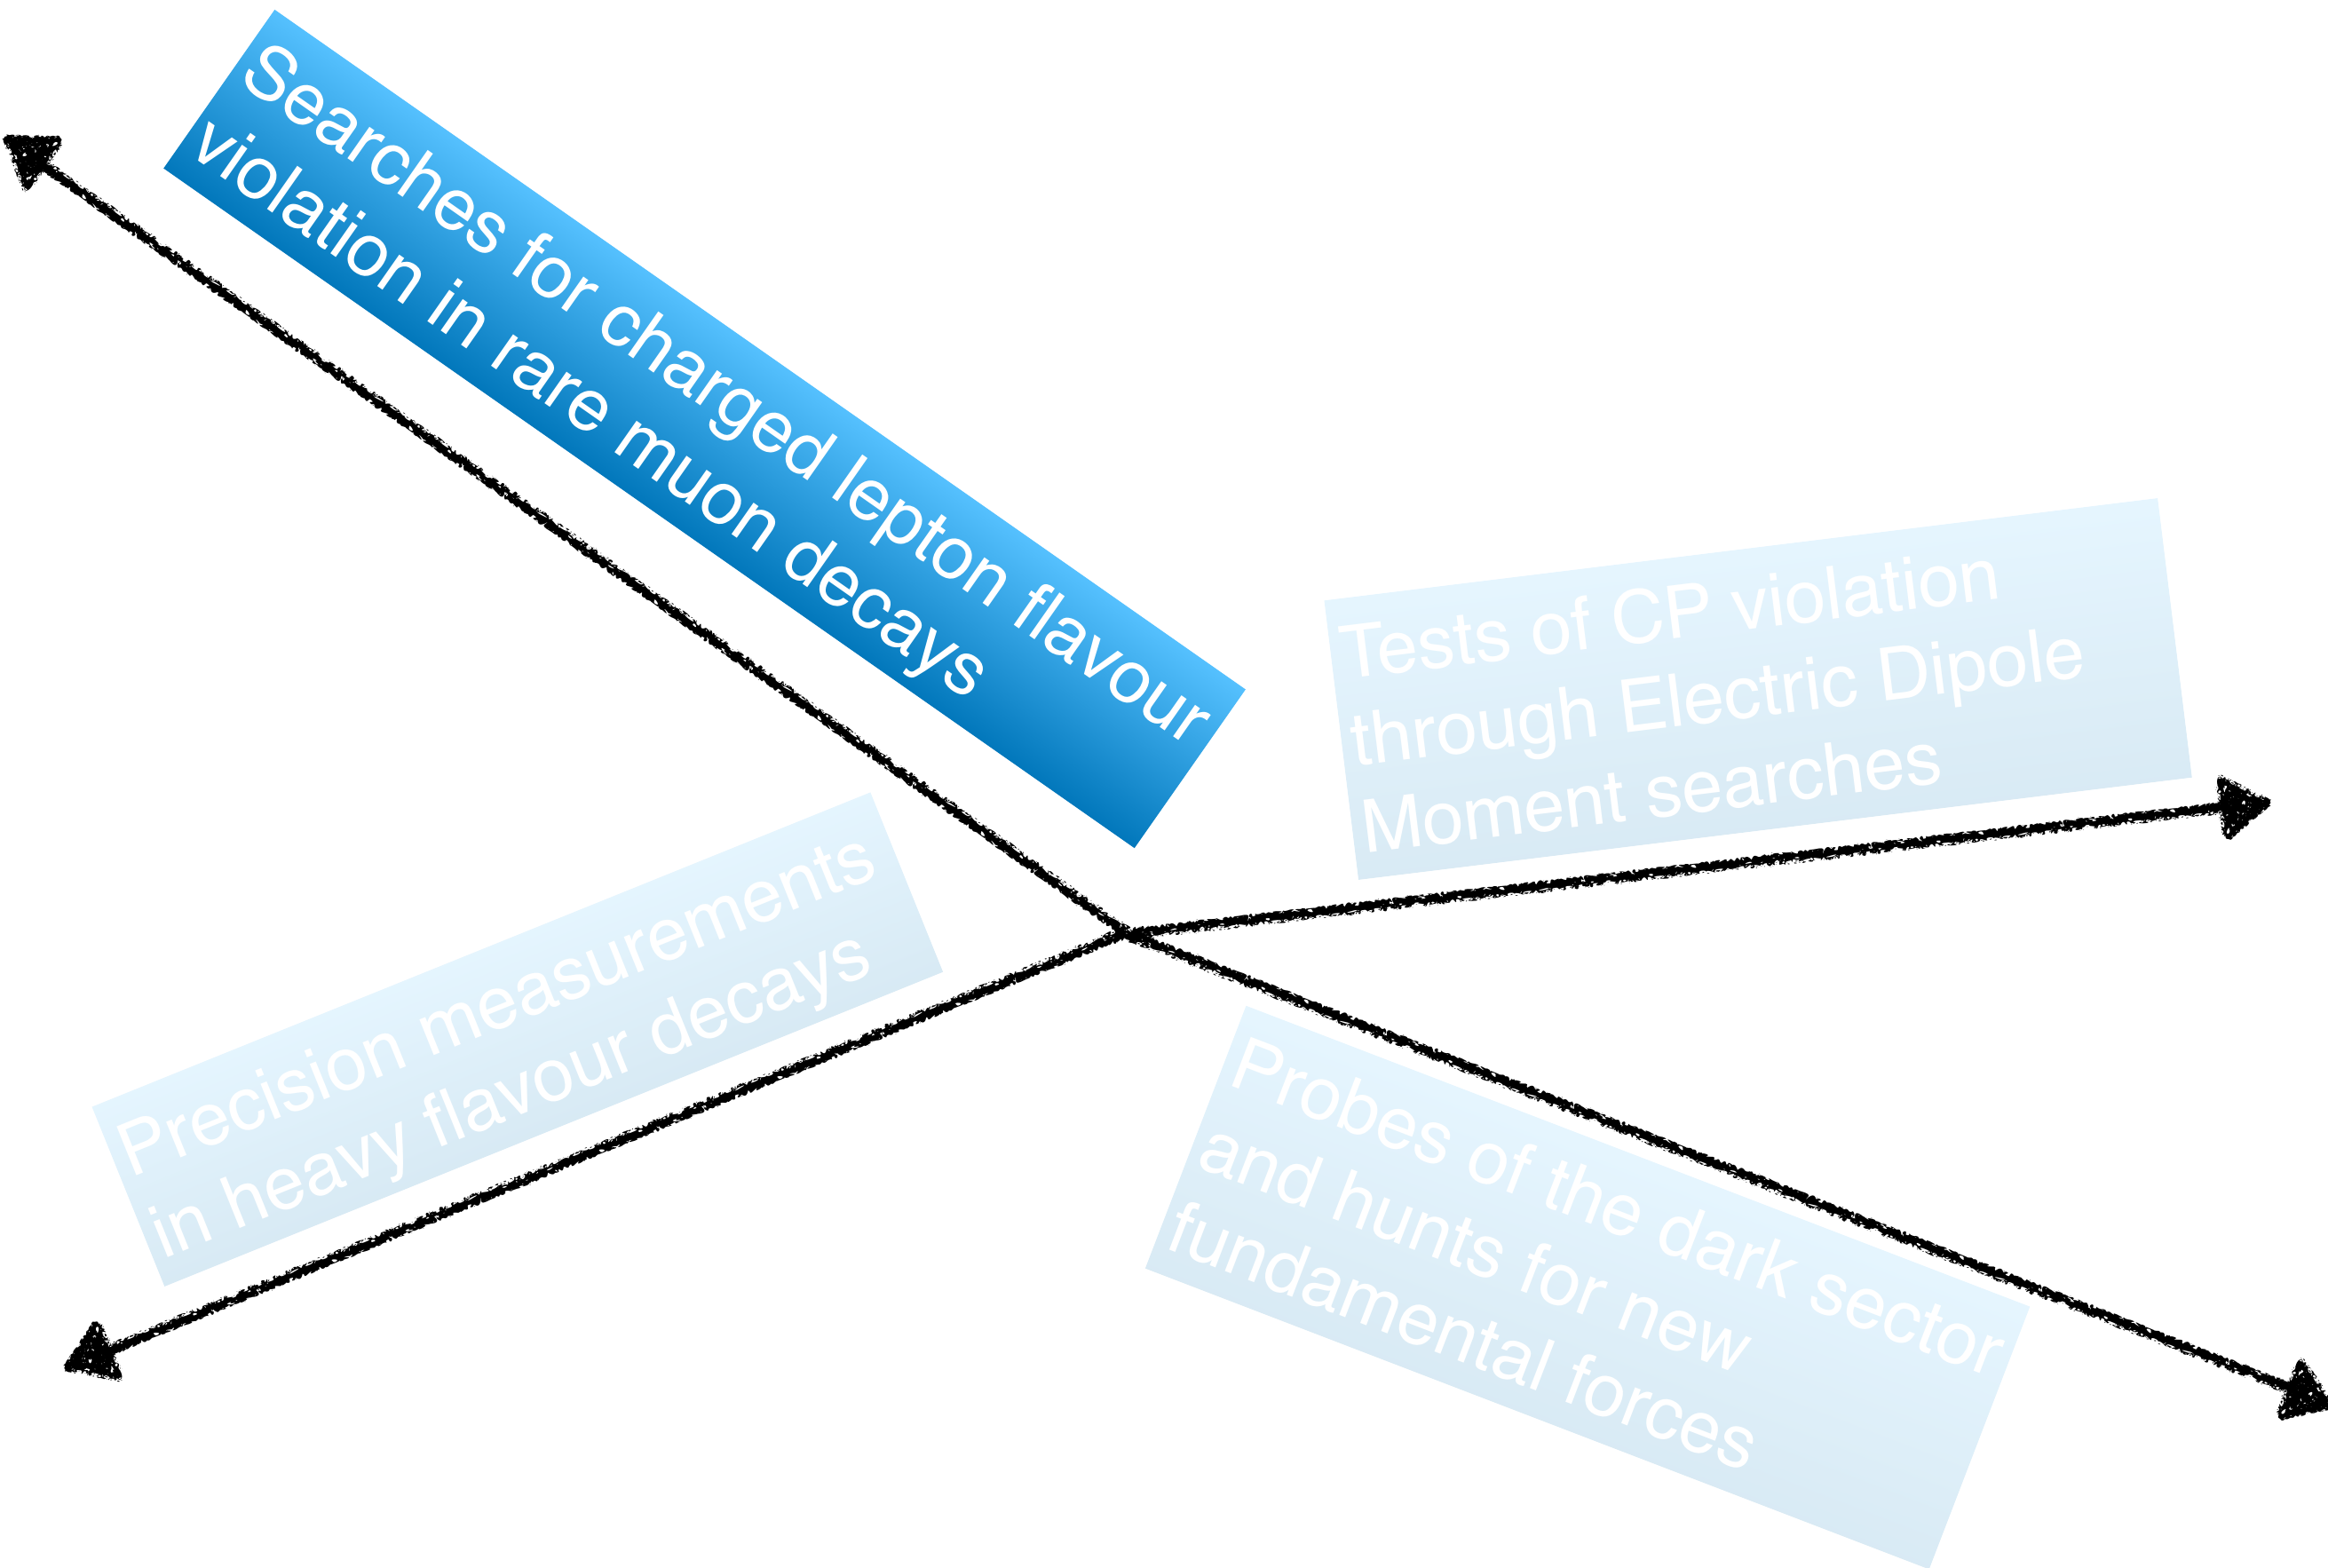 Searches for charged lepton flavour
violation in rare muon decays
Tests of CP violation
through Electric Dipole
Moment searches
Precision measurements
in heavy flavour decays
Probes of the dark sector
and hunts for new
fundamental forces